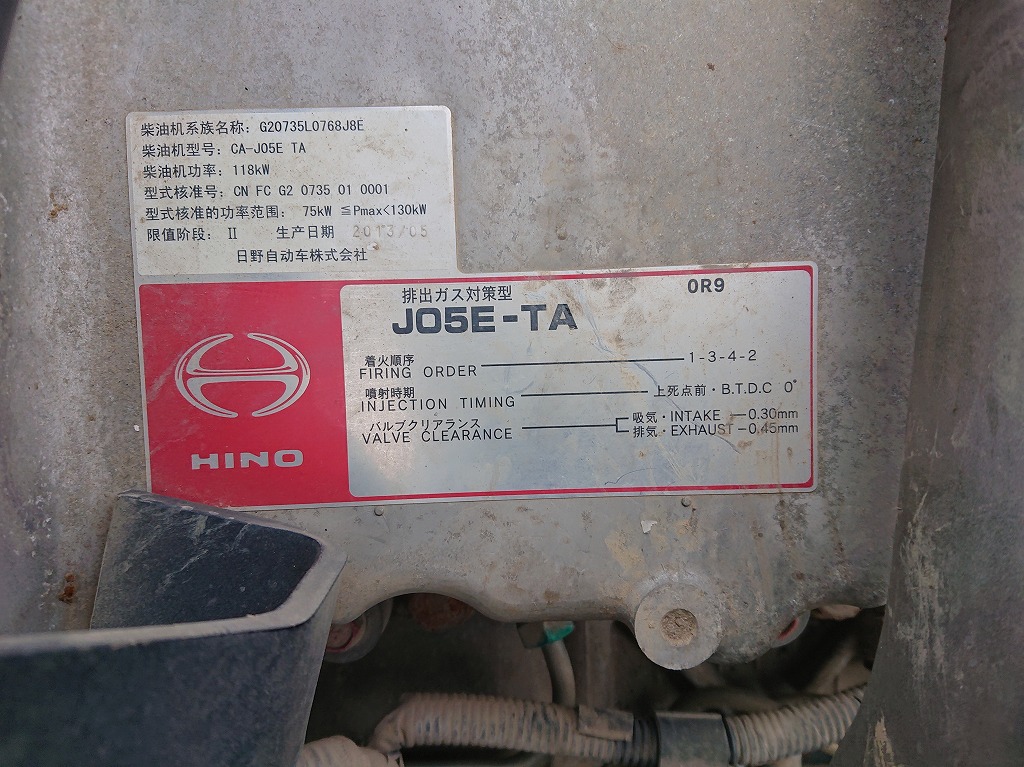 柴油机系族名称: G20735L0768J8E
柴油机型号: CA-J05E TA
柴油机功率: 118kW
型式核准号: CN FC G2 0735 01 0001
型式核准的功率范围: 75kW ≦Pmax<130kW
限值阶段: II 生产日期 2013/05
日野自动车株式会社
排出ガス対策型 0R9
J05E-TA
着火順序
FIRING ORDER 1-3-4-2
噴射時期
INJECTION TIMING 上死点前・B.T.D.C 0°
バルブクリアランス 吸気・INTAKE 0.30mm
VALVE CLEARANCE 排気・EXHAUST 0.45mm
HINO